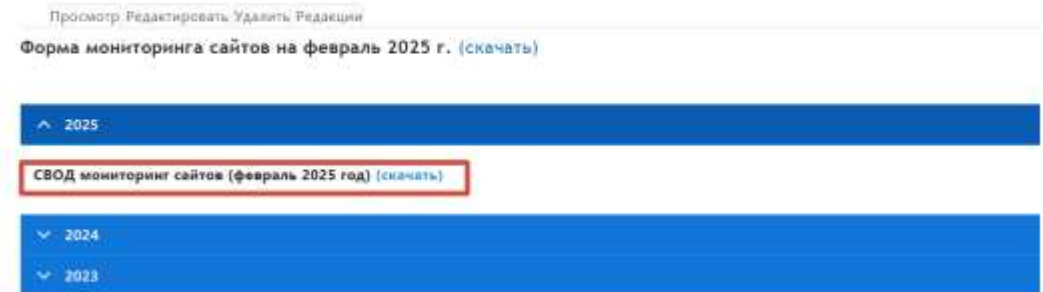 Просмотр Редактировать Удалить Редакции
Форма мониторинга сайтов на февраль 2025 г. (скачать)
2025
СВОД мониторинг сайтов (февраль 2025 год) (скачать)
2024
2023